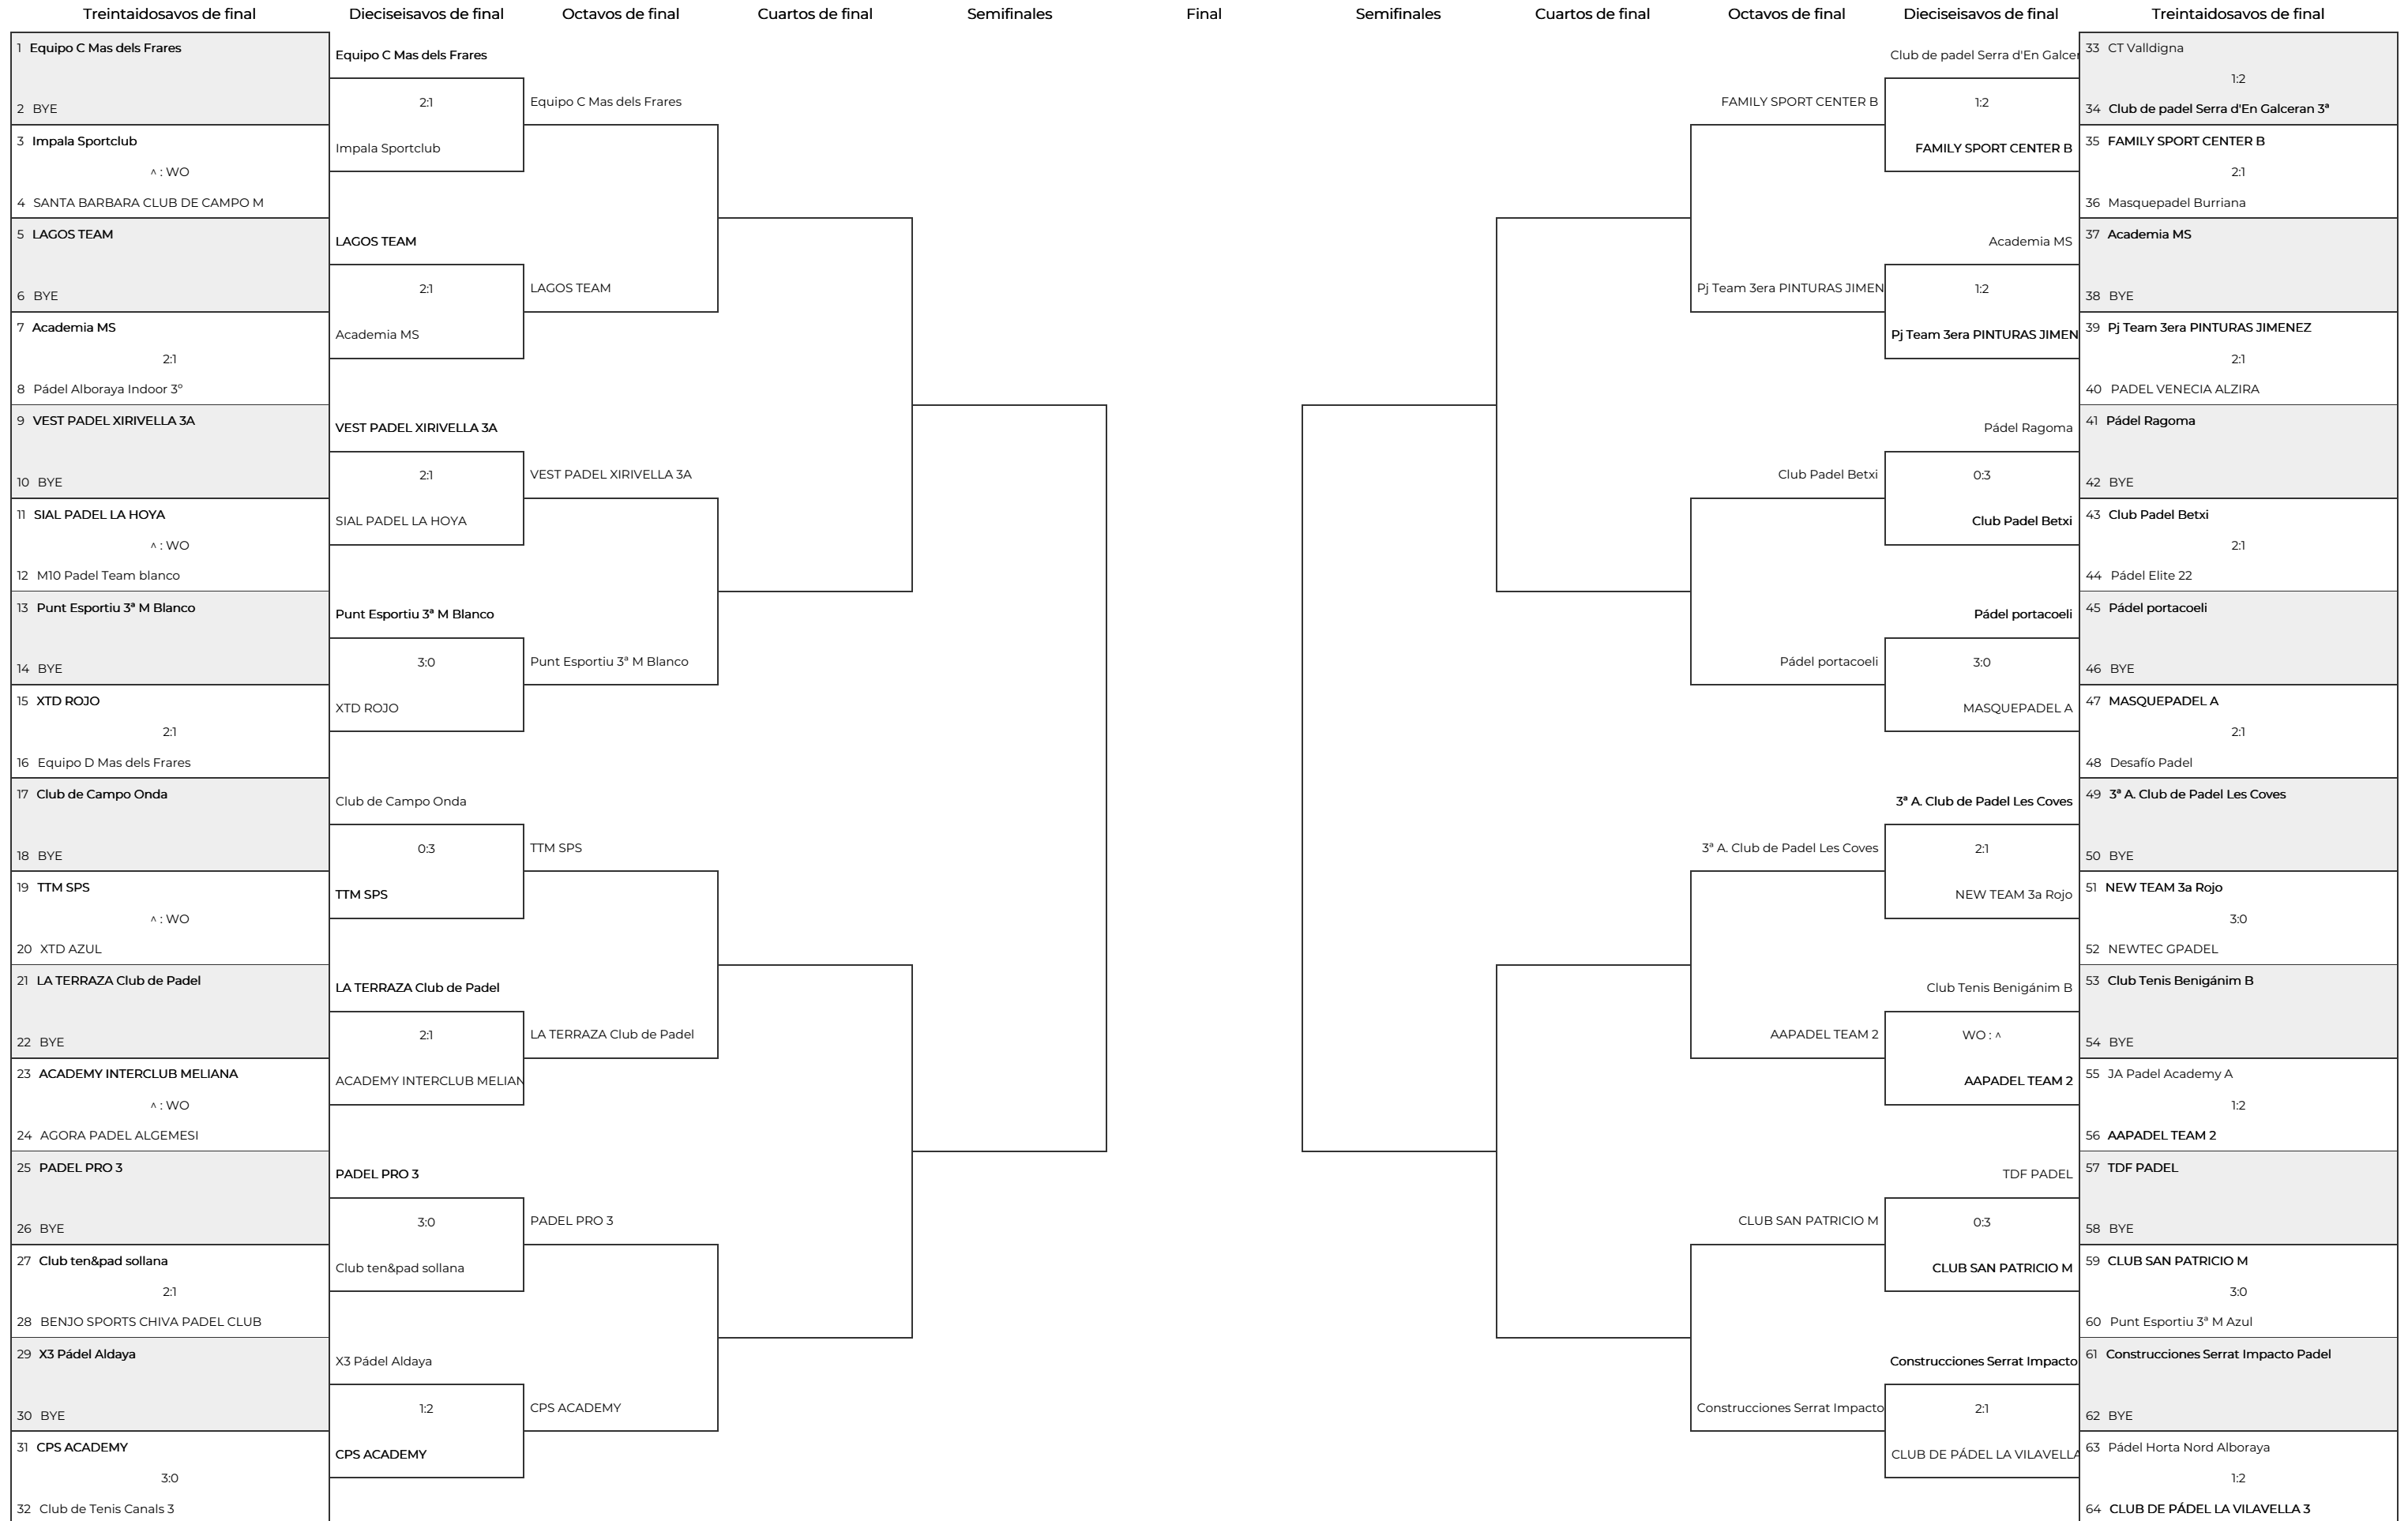 Treintaidosavos de final
Dieciseisavos de final
Octavos de final
Cuartos de final
Semifinales
Final
Semifinales
Cuartos de final
Octavos de final
Dieciseisavos de final
Treintaidosavos de final
1 Equipo C Mas dels Frares
2 BYE
3 Impala Sportclub
^ : WO
4 SANTA BARBARA CLUB DE CAMPO M
5 LAGOS TEAM
6 BYE
7 Academia MS
2:1
8 Pádel Alboraya Indoor 3º
9 VEST PADEL XIRIVELLA 3A
10 BYE
11 SIAL PADEL LA HOYA
^ : WO
12 M10 Padel Team blanco
13 Punt Esportiu 3ª M Blanco
14 BYE
15 XTD ROJO
2:1
16 Equipo D Mas dels Frares
17 Club de Campo Onda
18 BYE
19 TTM SPS
^ : WO
20 XTD AZUL
21 LA TERRAZA Club de Padel
22 BYE
23 ACADEMY INTERCLUB MELIANA
^ : WO
24 AGORA PADEL ALGEMESI
25 PADEL PRO 3
26 BYE
27 Club ten&pad sollana
2:1
28 BENJO SPORTS CHIVA PADEL CLUB
29 X3 Pádel Aldaya
30 BYE
31 CPS ACADEMY
3:0
32 Club de Tenis Canals 3
Equipo C Mas dels Frares
2:1
Impala Sportclub
LAGOS TEAM
2:1
Academia MS
VEST PADEL XIRIVELLA 3A
2:1
SIAL PADEL LA HOYA
Punt Esportiu 3ª M Blanco
3:0
XTD ROJO
Club de Campo Onda
0:3
TTM SPS
LA TERRAZA Club de Padel
2:1
ACADEMY INTERCLUB MELIAN
PADEL PRO 3
3:0
Club ten&pad sollana
X3 Pádel Aldaya
1:2
CPS ACADEMY
Equipo C Mas dels Frares
LAGOS TEAM
VEST PADEL XIRIVELLA 3A
Punt Esportiu 3ª M Blanco
TTM SPS
LA TERRAZA Club de Padel
PADEL PRO 3
CPS ACADEMY
FAMILY SPORT CENTER B
Pj Team 3era PINTURAS JIMEN
Club Padel Betxi
Pádel portacoeli
3ª A. Club de Padel Les Coves
AAPADEL TEAM 2
CLUB SAN PATRICIO M
Construcciones Serrat Impacto
Club de padel Serra d'En Galcer
1:2
FAMILY SPORT CENTER B
Academia MS
1:2
Pj Team 3era PINTURAS JIMEN
Pádel Ragoma
0:3
Club Padel Betxi
Pádel portacoeli
3:0
MASQUEPADEL A
3ª A. Club de Padel Les Coves
2:1
NEW TEAM 3a Rojo
Club Tenis Benigánim B
WO : ^
AAPADEL TEAM 2
TDF PADEL
0:3
CLUB SAN PATRICIO M
Construcciones Serrat Impacto
2:1
CLUB DE PÁDEL LA VILAVELLA
33 CT Valldigna
1:2
34 Club de padel Serra d'En Galceran 3ª
35 FAMILY SPORT CENTER B
2:1
36 Masquepadel Burriana
37 Academia MS
38 BYE
39 Pj Team 3era PINTURAS JIMENEZ
2:1
40 PADEL VENECIA ALZIRA
41 Pádel Ragoma
42 BYE
43 Club Padel Betxi
2:1
44 Pádel Elite 22
45 Pádel portacoeli
46 BYE
47 MASQUEPADEL A
2:1
48 Desafío Padel
49 3ª A. Club de Padel Les Coves
50 BYE
51 NEW TEAM 3a Rojo
3:0
52 NEWTEC GPADEL
53 Club Tenis Benigánim B
54 BYE
55 JA Padel Academy A
1:2
56 AAPADEL TEAM 2
57 TDF PADEL
58 BYE
59 CLUB SAN PATRICIO M
3:0
60 Punt Esportiu 3ª M Azul
61 Construcciones Serrat Impacto Padel
62 BYE
63 Pádel Horta Nord Alboraya
1:2
64 CLUB DE PÁDEL LA VILAVELLA 3